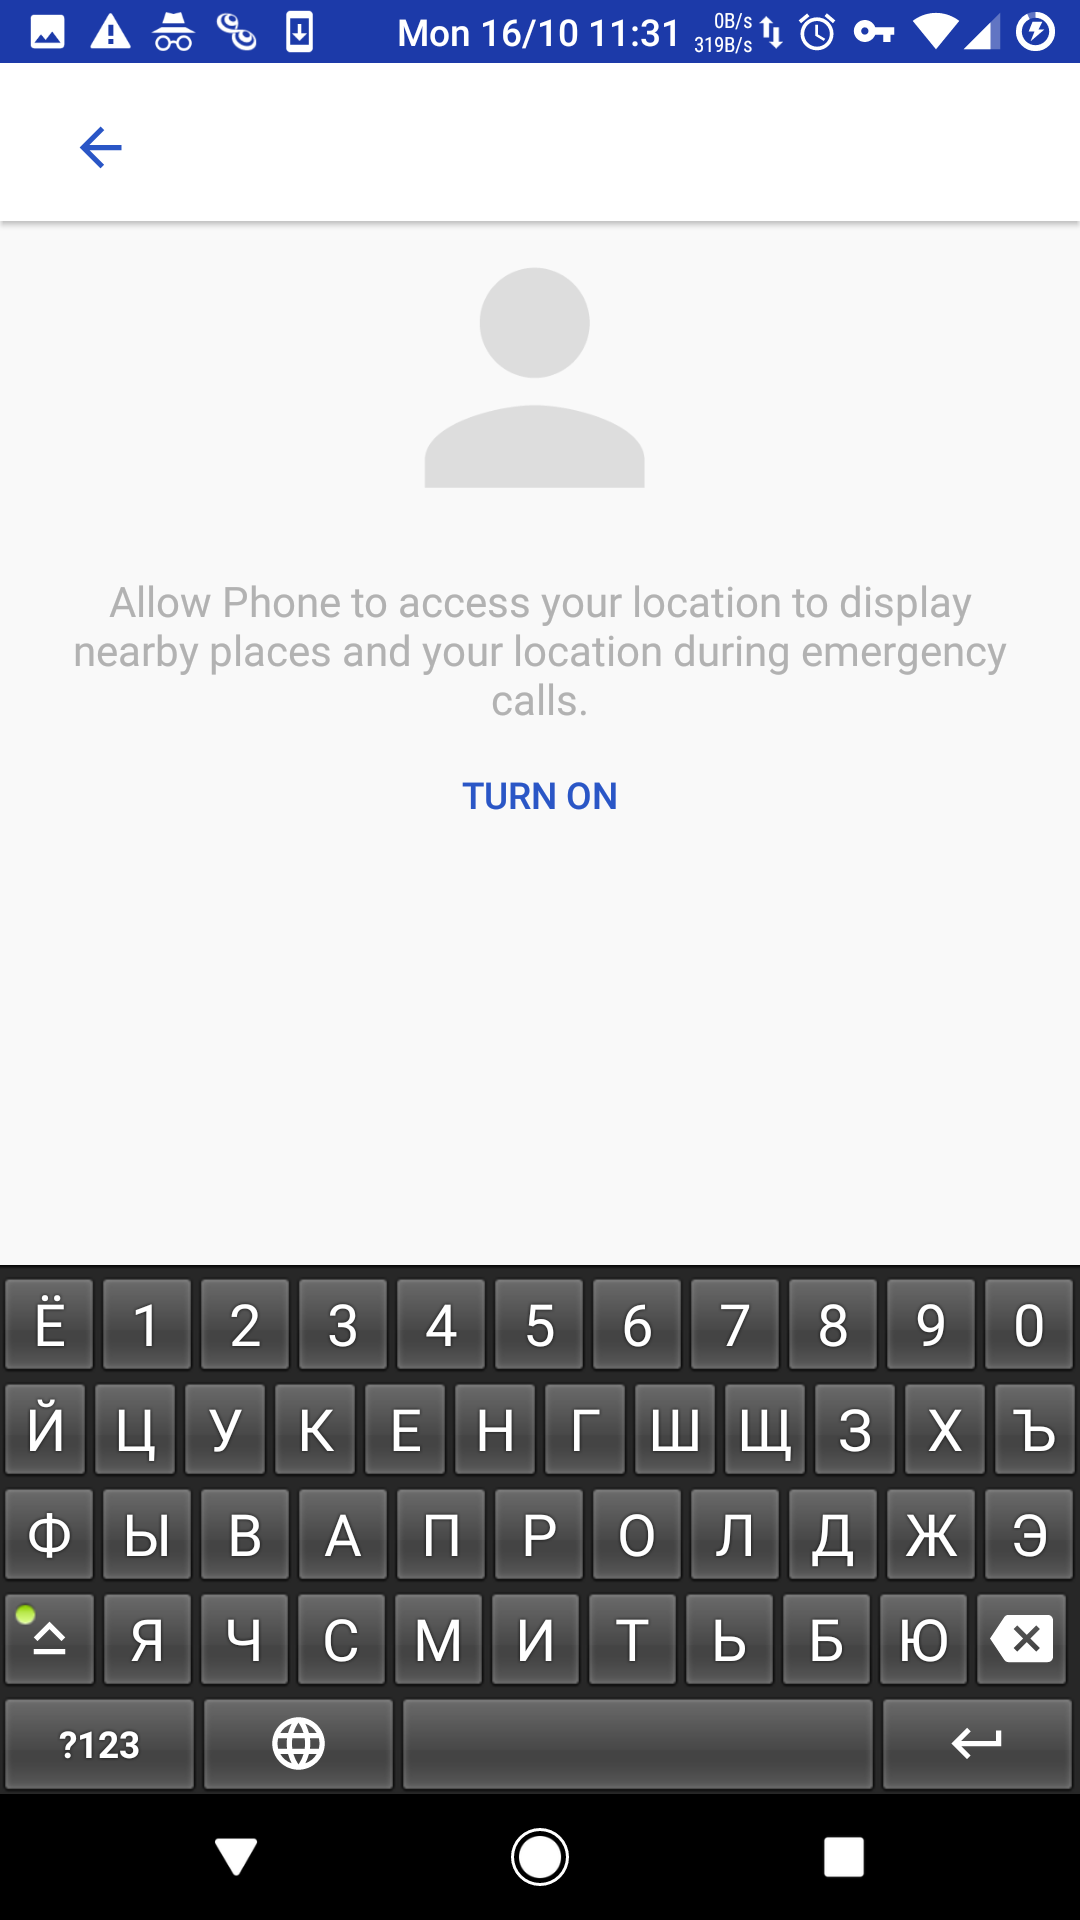 Mon 16/10 11:31
0B/s
319B/s
Allow Phone to access your location to display
nearby places and your location during emergency
calls.
TURN ON
Ё 1 2 3 4 5 6 7 8 9 0
Й Ц У К Е Н Г Ш Щ З Х Ъ
Ф Ы В А П Р О Л Д Ж Э
Я Ч С М И Т Ь Б Ю
?123